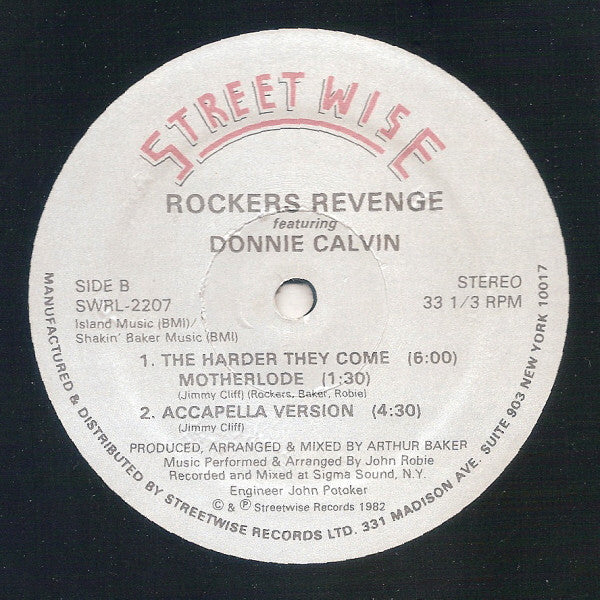 STREETWISE
ROCKERS REVENGE
featuring
DONNIE CALVIN
SIDE B
SWRL-2207
Island Music (BMI)/
Shakin' Baker Music (BMI)
STEREO
33 1/3 RPM
1. THE HARDER THEY COME (6:00)
MOTHERLODE (1:30)
(Jimmy Cliff) (Rockers, Baker, Robie)
2. ACCAPELLA VERSION (4:30)
(Jimmy Cliff)
PRODUCED, ARRANGED & MIXED BY ARTHUR BAKER
Music Performed & Arranged By John Robie
Recorded and Mixed at Sigma Sound, N.Y.
Engineer John Potoker
© & ℗ Streetwise Records 1982
MANUFACTURED & DISTRIBUTED BY STREETWISE RECORDS LTD. 331 MADISON AVE. SUITE 903 NEW YORK 10017